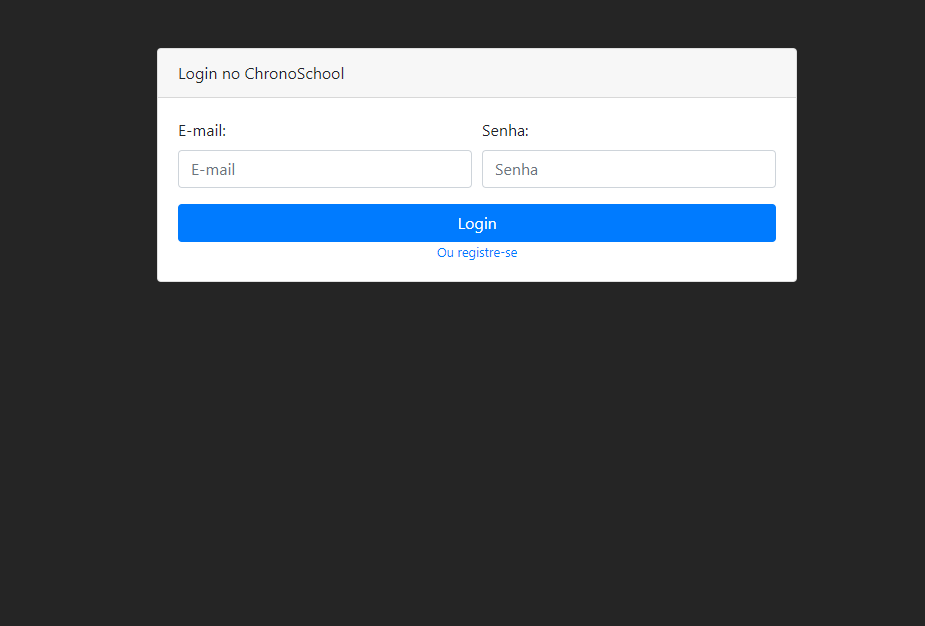 Login no ChronoSchool
E-mail: Senha:
E-mail Senha
Login
Ou registre-se